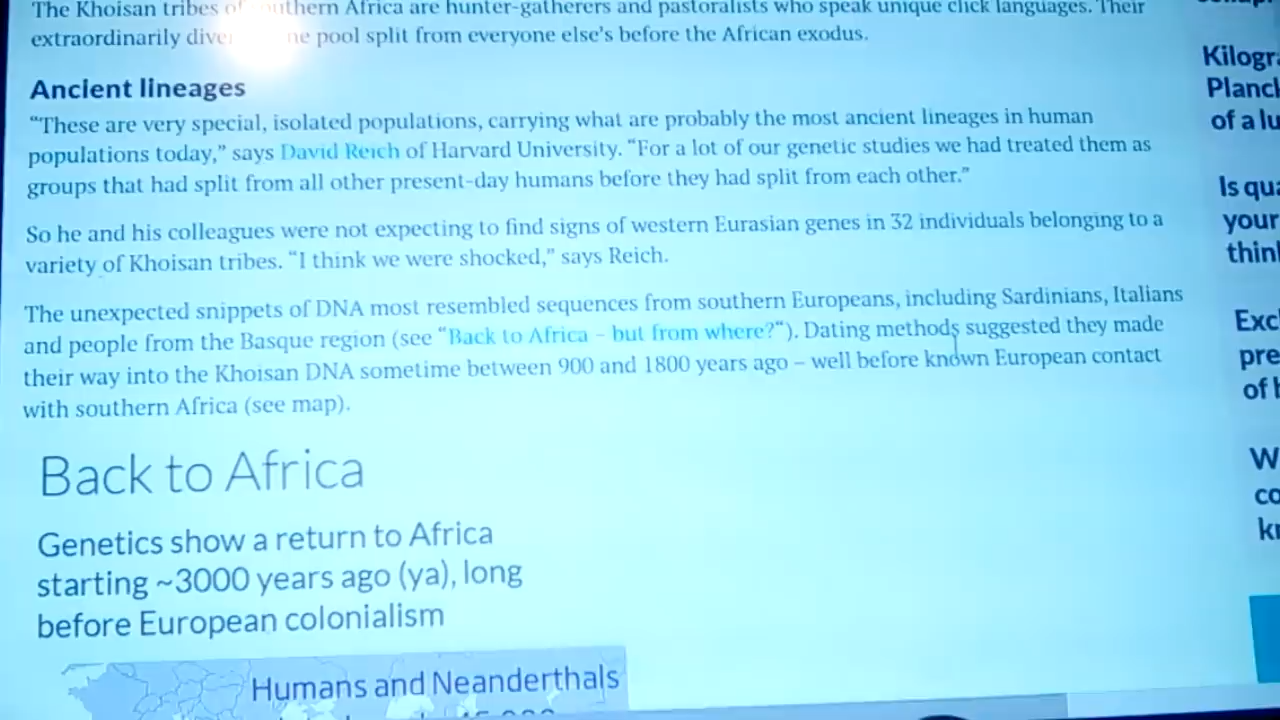 The Khoisan tribes of southern Africa are hunter-gatherers and pastoralists who speak unique click languages. Their
extraordinarily pool split from everyone else's before the African exodus.
Ancient lineages
“These are very special, isolated populations, carrying what are probably the most ancient lineages in human
populations today,” says David Reich of Harvard University. “For a lot of our genetic studies we had treated them as
groups that had split from all other present-day humans before they had split from each other.”
So he and his colleagues were not expecting to find signs of western Eurasian genes in 32 individuals belonging to a
variety of Khoisan tribes. “I think we were shocked,” says Reich.
The unexpected snippets of DNA most resembled sequences from southern Europeans, including Sardinians, Italians
and people from the Basque region (see “Back to Africa – but from where?“). Dating methods suggested they made
their way into the Khoisan DNA sometime between 900 and 1800 years ago – well before known European contact
with southern Africa (see map).
Back to Africa
Genetics show a return to Africa
starting ~3000 years ago (ya), long
before European colonialism
Humans and Neanderthals
Kilogr
Planc
of a lu
Is qua
your
thin
Exc
pre
of
W
co